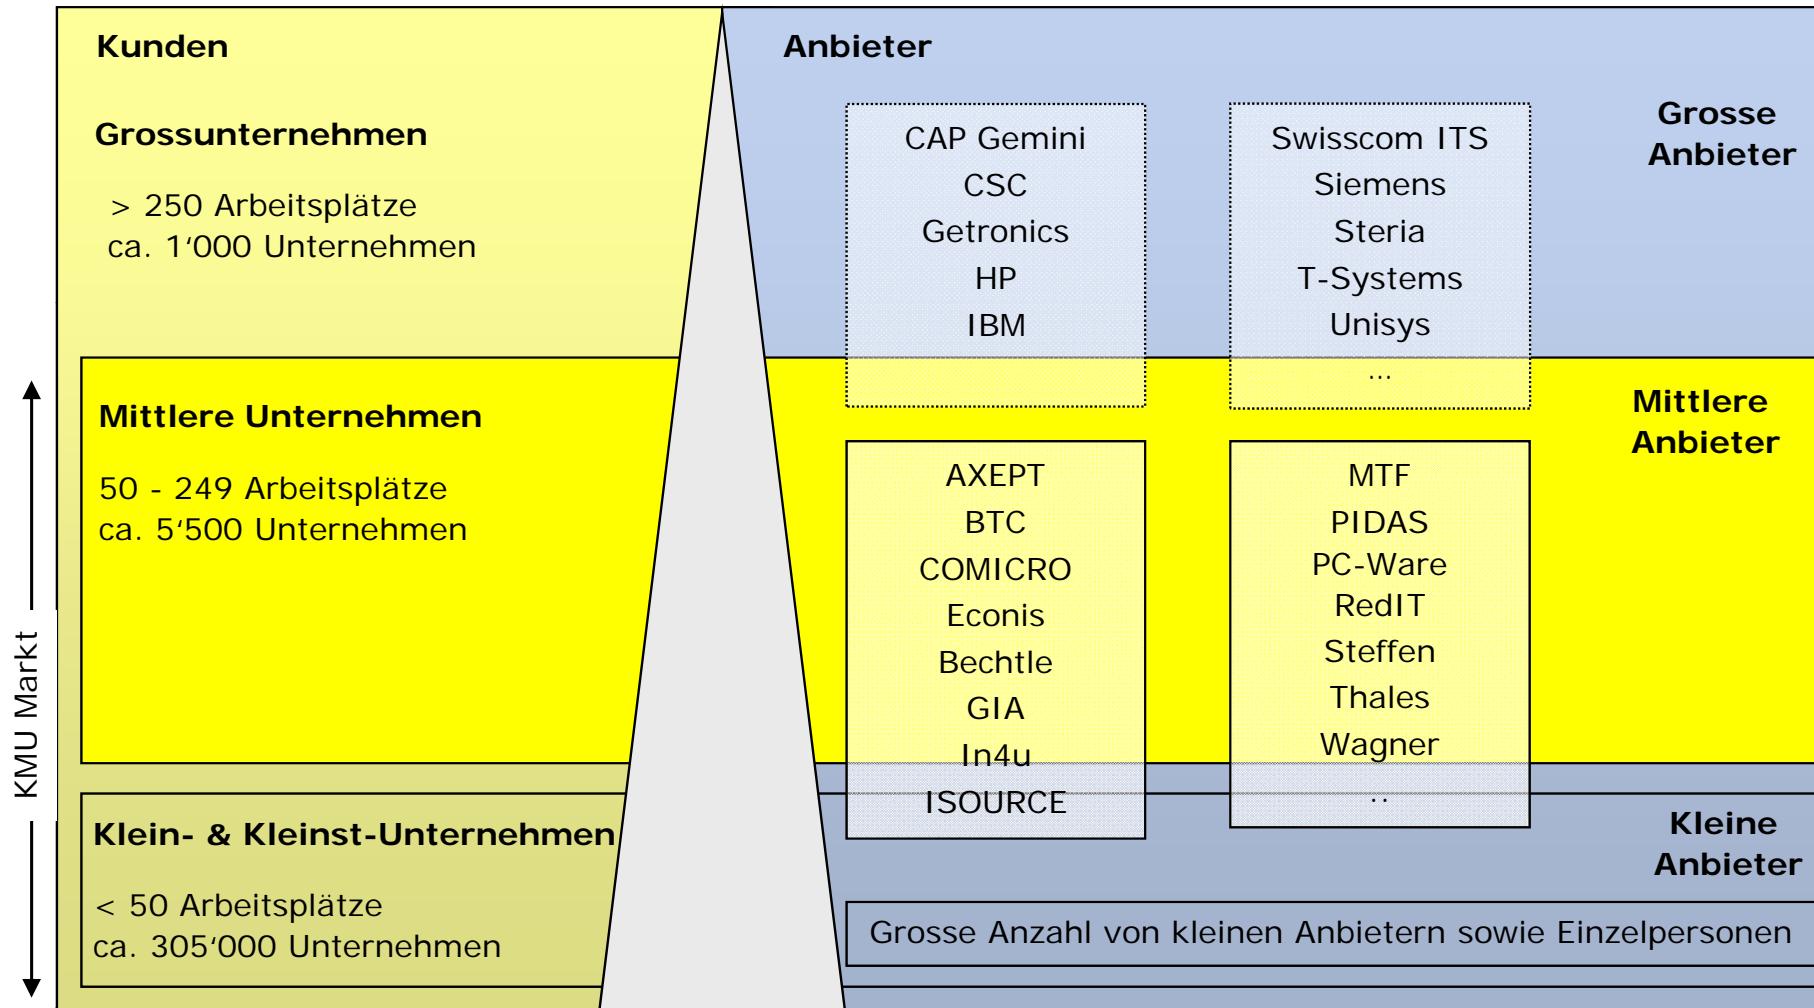 Kunden
Grossunternehmen
> 250 Arbeitsplätze
ca. 1‘000 Unternehmen
Mittlere Unternehmen
50 - 249 Arbeitsplätze
ca. 5‘500 Unternehmen
Klein- & Kleinst-Unternehmen
< 50 Arbeitsplätze
ca. 305‘000 Unternehmen
KMU Markt
Anbieter
Grosse
Anbieter
CAP Gemini
CSC
Getronics
HP
IBM
Swisscom ITS
Siemens
Steria
T-Systems
Unisys
...
Mittlere
Anbieter
AXEPT
BTC
COMICRO
Econis
Bechtle
GIA
In4u
ISOURCE
MTF
PIDAS
PC-Ware
RedIT
Steffen
Thales
Wagner
..
Kleine
Anbieter
Grosse Anzahl von kleinen Anbietern sowie Einzelpersonen